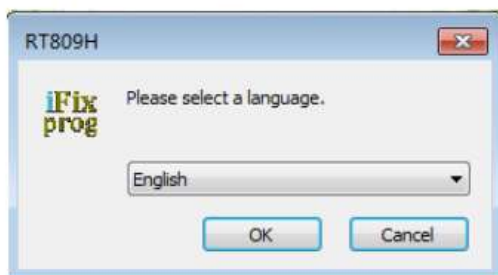 RT809H
iFix
prog
Please select a language.
English
OK
Cancel